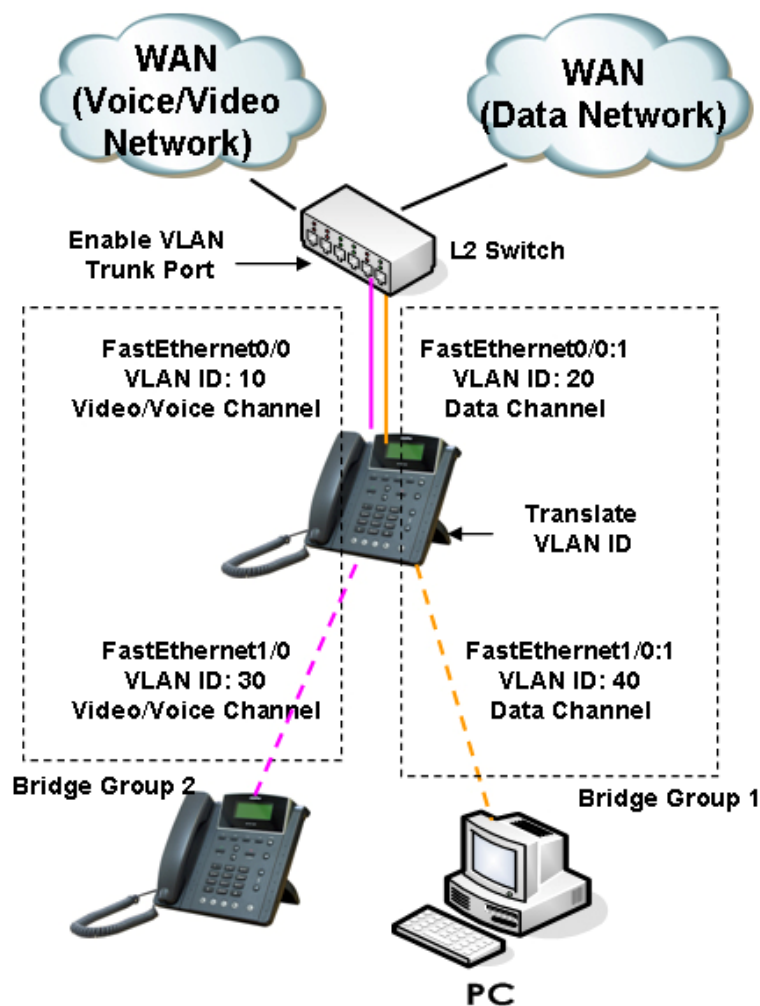 WAN
(Voice/Video
Network)
WAN
(Data Network)
Enable VLAN
Trunk Port
L2 Switch
FastEthernet0/0
VLAN ID: 10
Video/Voice Channel
FastEthernet0/0:1
VLAN ID: 20
Data Channel
Translate
VLAN ID
FastEthernet1/0
VLAN ID: 30
Video/Voice Channel
FastEthernet1/0:1
VLAN ID: 40
Data Channel
Bridge Group 2
Bridge Group 1
PC